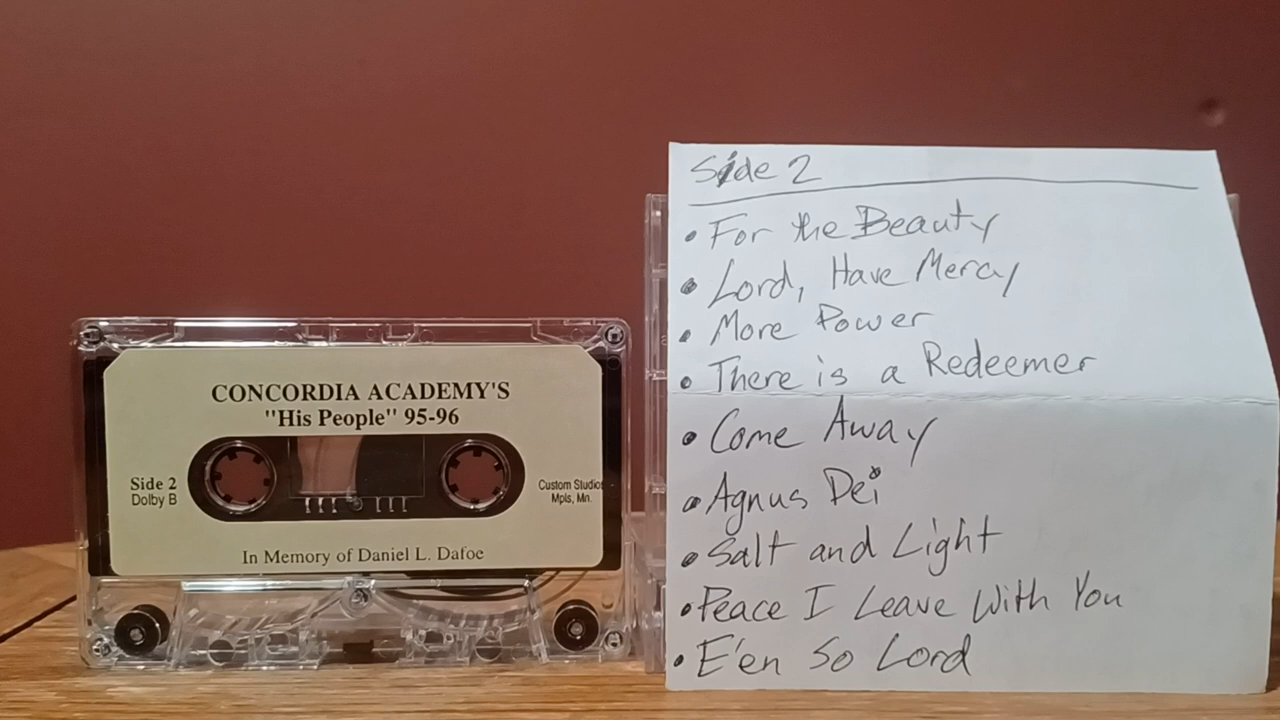 CONCORDIA ACADEMY'S
"His People" 95-96
Side 2
Dolby B
Custom Studios
Mpls, Mn.
In Memory of Daniel L. Dafoe
Side 2
• For the Beauty
• Lord, Have Mercy
• More Power
• There is a Redeemer
• Come Away
• Agnus Dei
• Salt and Light
• Peace I Leave With You
• E'en So Lord